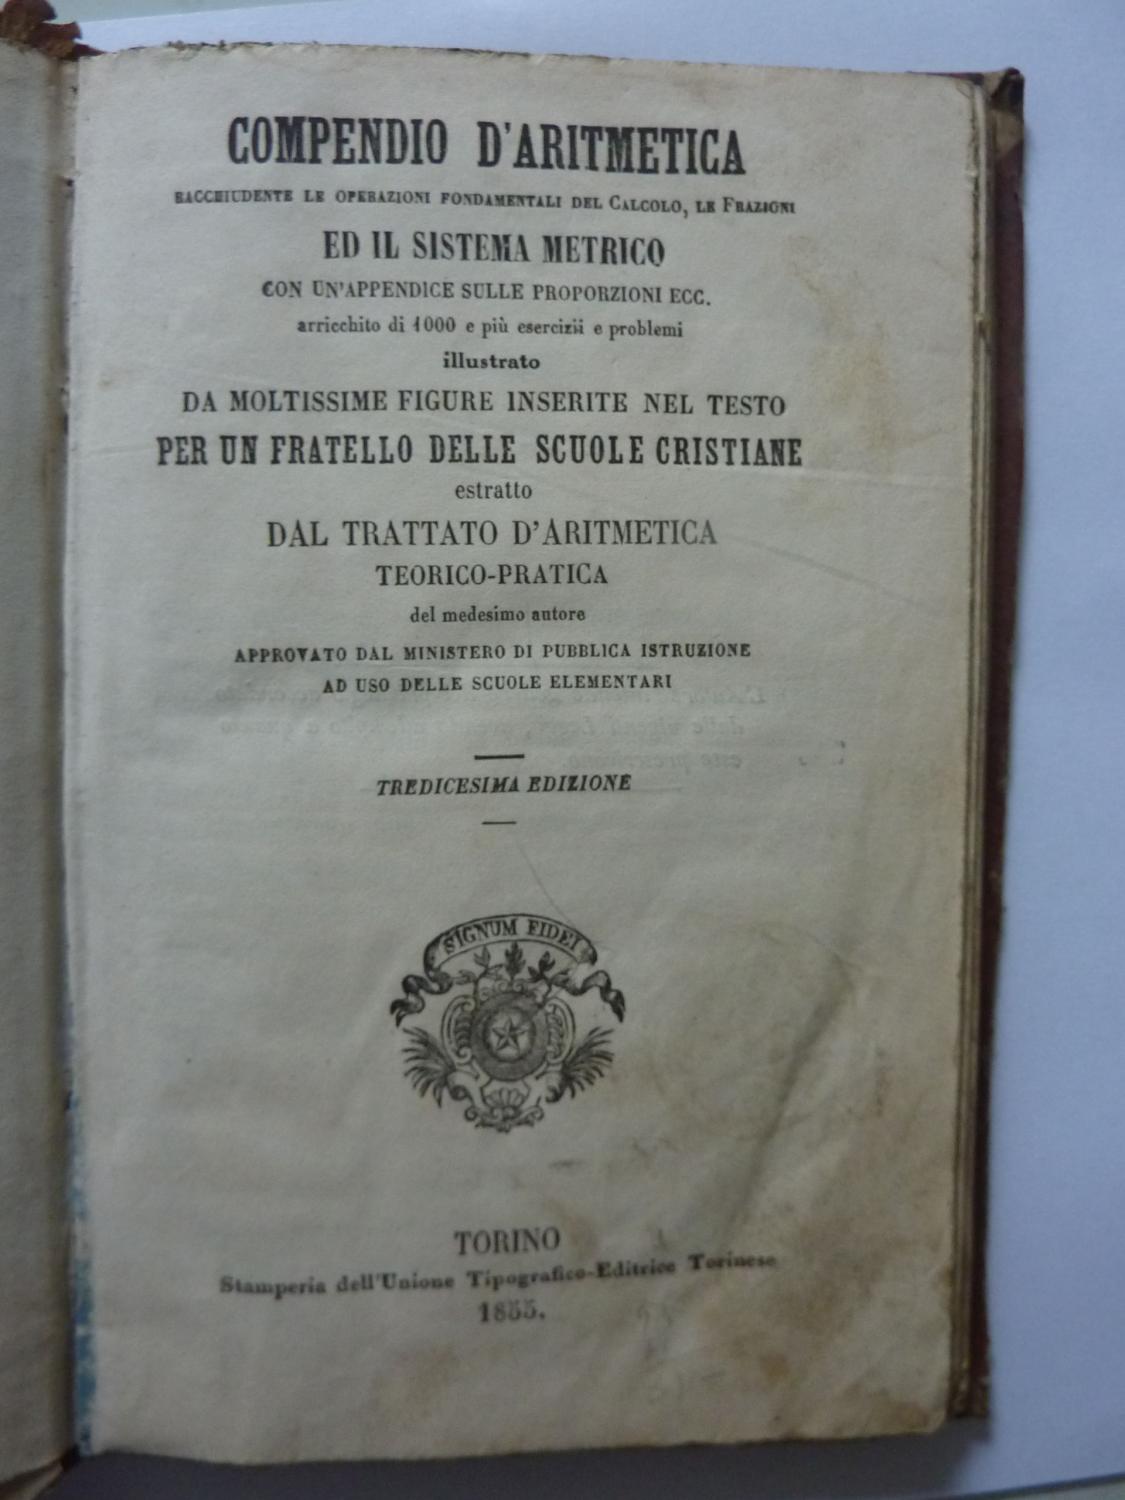 COMPENDIO D'ARITMETICA
RACCHIUDENTE LE OPERAZIONI FONDAMENTALI DEL CALCOLO, LE FRAZIONI
ED IL SISTEMA METRICO
CON UN'APPENDICE SULLE PROPORZIONI ECC.
arricchito di 1000 e più esercizii e problemi
illustrato
DA MOLTISSIME FIGURE INSERITE NEL TESTO
PER UN FRATELLO DELLE SCUOLE CRISTIANE
estratto
DAL TRATTATO D'ARITMETICA
TEORICO-PRATICA
del medesimo autore
APPROVATO DAL MINISTERO DI PUBBLICA ISTRUZIONE
AD USO DELLE SCUOLE ELEMENTARI
TREDICESIMA EDIZIONE
SIGNUM FIDEI
TORINO
Stamperia dell'Unione Tipografico-Editrice Torinese
1855.